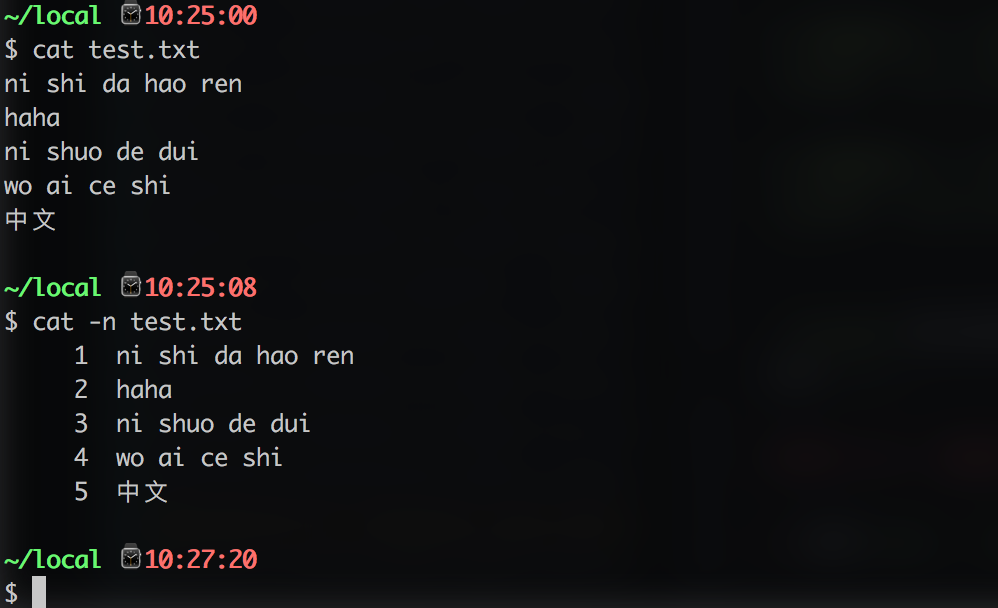 ~/local ⌚10:25:00
$ cat test.txt
ni shi da hao ren
haha
ni shuo de dui
wo ai ce shi
中文
~/local ⌚10:25:08
$ cat -n test.txt
     1  ni shi da hao ren
     2  haha
     3  ni shuo de dui
     4  wo ai ce shi
     5  中文
~/local ⌚10:27:20
$